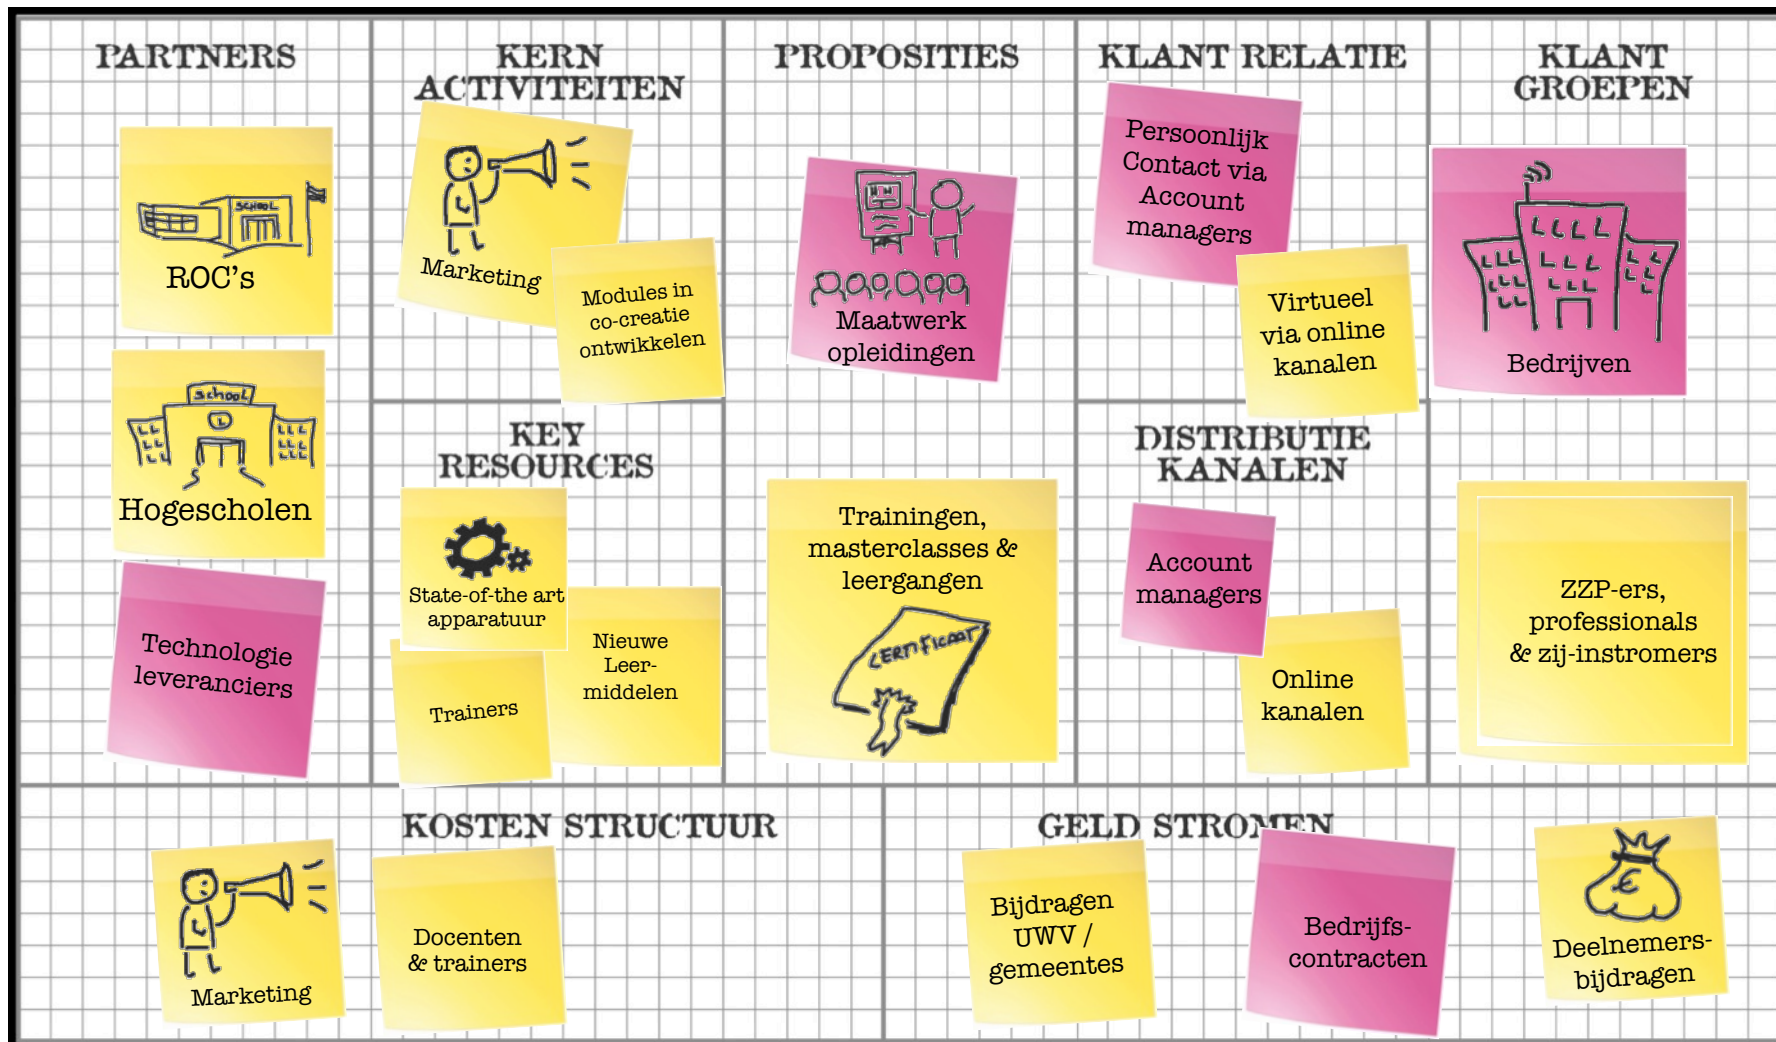 PARTNERS
SCHOOL
ROC's
School
Hogescholen
Technologie
leveranciers
KERN
ACTIVITEITEN
Marketing
Modules in
co-creatie
ontwikkelen
KEY
RESOURCES
State-of-the art
apparatuur
Nieuwe
Leer-
middelen
Trainers
PROPOSITIES
Maatwerk
opleidingen
Trainingen,
masterclasses &
leergangen
CERTIFICAAT
KLANT RELATIE
Persoonlijk
Contact via
Account
managers
Virtueel
via online
kanalen
DISTRIBUTIE
KANALEN
Account
managers
Online
kanalen
KLANT
GROEPEN
Bedrijven
ZZP-ers,
professionals
& zij-instromers
KOSTEN STRUCTUUR
Marketing
Docenten
& trainers
GELD STROMEN
Bijdragen
UWV /
gemeentes
Bedrijfs-
contracten
€
Deelnemers-
bijdragen